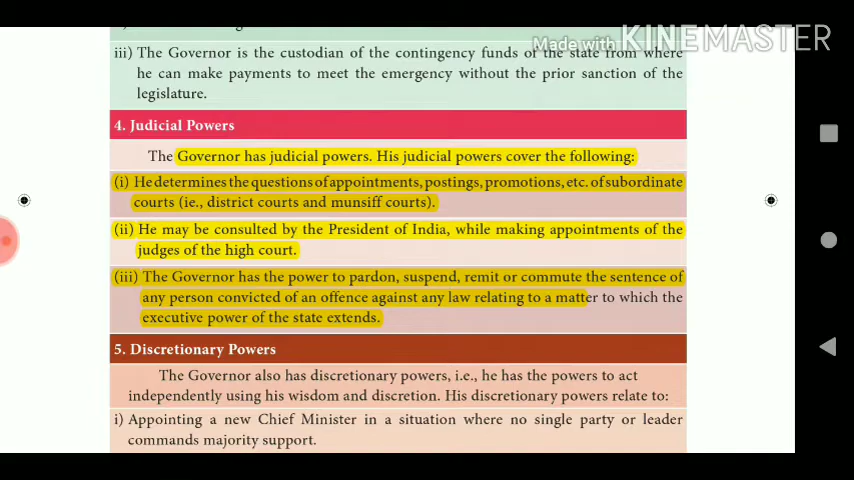 Made with KINEMASTER
iii) The Governor is the custodian of the contingency funds of the state from where
he can make payments to meet the emergency without the prior sanction of the
legislature.
4. Judicial Powers
The Governor has judicial powers. His judicial powers cover the following:
(i) He determines the questions of appointments, postings, promotions, etc. of subordinate
courts (ie., district courts and munsiff courts).
(ii) He may be consulted by the President of India, while making appointments of the
judges of the high court.
(iii) The Governor has the power to pardon, suspend, remit or commute the sentence of
any person convicted of an offence against any law relating to a matter to which the
executive power of the state extends.
5. Discretionary Powers
The Governor also has discretionary powers, i.e., he has the powers to act
independently using his wisdom and discretion. His discretionary powers relate to:
i) Appointing a new Chief Minister in a situation where no single party or leader
commands majority support.